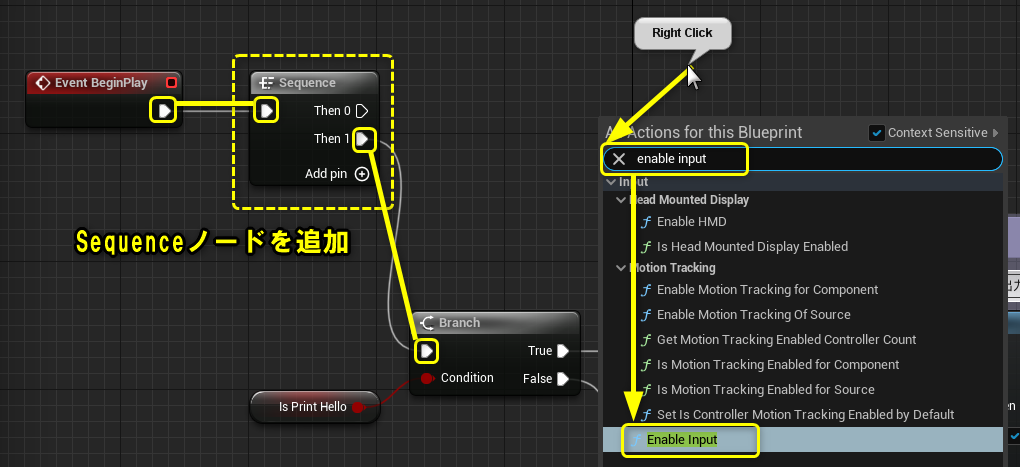 Right Click
Event BeginPlay
Sequence
Then 0
Then 1
Add pin
Sequenceノードを追加
Actions for this Blueprint
Context Sensitive
enable input
Input
Head Mounted Display
Enable HMD
Is Head Mounted Display Enabled
Motion Tracking
Enable Motion Tracking for Component
Enable Motion Tracking Of Source
Get Motion Tracking Enabled Controller Count
Is Motion Tracking Enabled for Component
Is Motion Tracking Enabled for Source
Set Is Controller Motion Tracking Enabled by Default
Enable Input
Branch
True
Condition
False
Is Print Hello